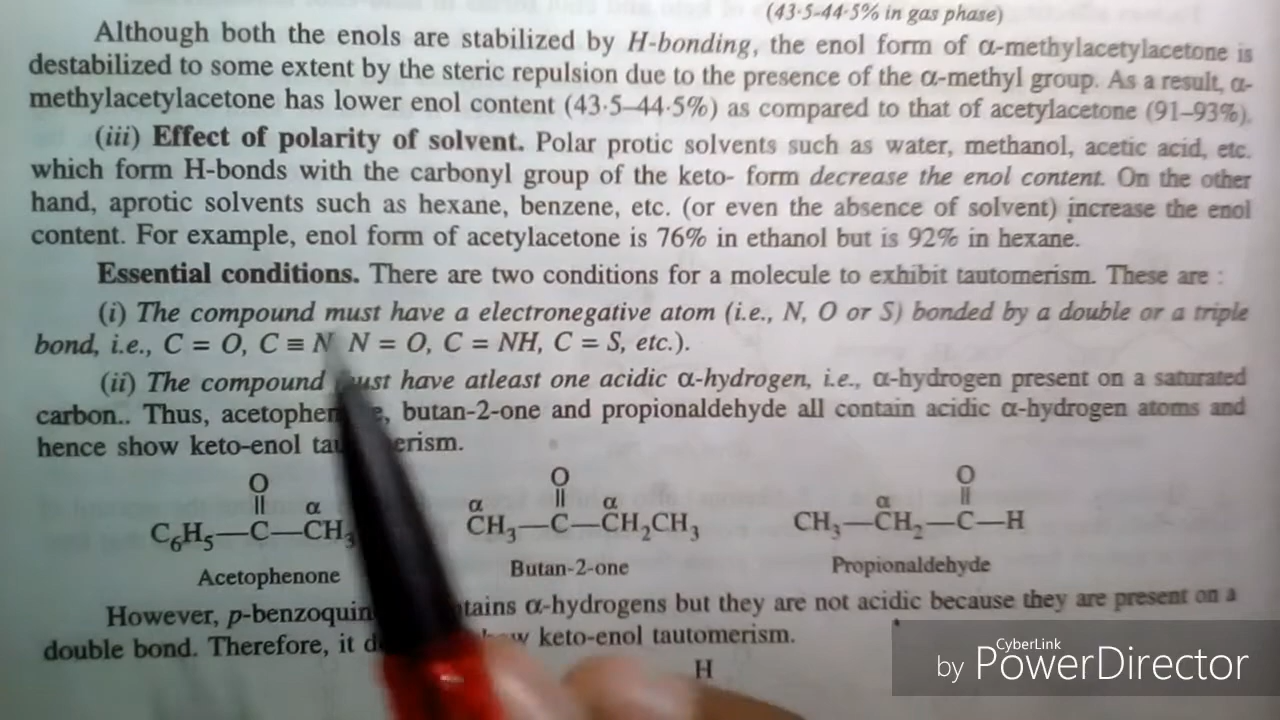 (43·5-44·5% in gas phase)
Although both the enols are stabilized by H-bonding, the enol form of α-methylacetylacetone is
destabilized to some extent by the steric repulsion due to the presence of the α-methyl group. As a result, α-
methylacetylacetone has lower enol content (43·5–44·5%) as compared to that of acetylacetone (91–93%).
(iii) Effect of polarity of solvent. Polar protic solvents such as water, methanol, acetic acid, etc.
which form H-bonds with the carbonyl group of the keto- form decrease the enol content. On the other
hand, aprotic solvents such as hexane, benzene, etc. (or even the absence of solvent) increase the enol
content. For example, enol form of acetylacetone is 76% in ethanol but is 92% in hexane.
Essential conditions. There are two conditions for a molecule to exhibit tautomerism. These are :
(i) The compound must have a electronegative atom (i.e., N, O or S) bonded by a double or a triple
bond, i.e., C = O, C ≡ N, N = O, C = NH, C = S, etc.).
(ii) The compound must have atleast one acidic α-hydrogen, i.e., α-hydrogen present on a saturated
carbon.. Thus, butan-2-one and propionaldehyde all contain acidic α-hydrogen atoms and
hence show keto-enol
O O O
|| α α || α α ||
C6H5—C—CH3 CH3—C—CH2CH3 CH3—CH2—C—H
Acetophenone Butan-2-one Propionaldehyde
However, α-hydrogens but they are not acidic because they are present on a
double bond. Therefore, it keto-enol tautomerism.
H
CyberLink
by PowerDirector